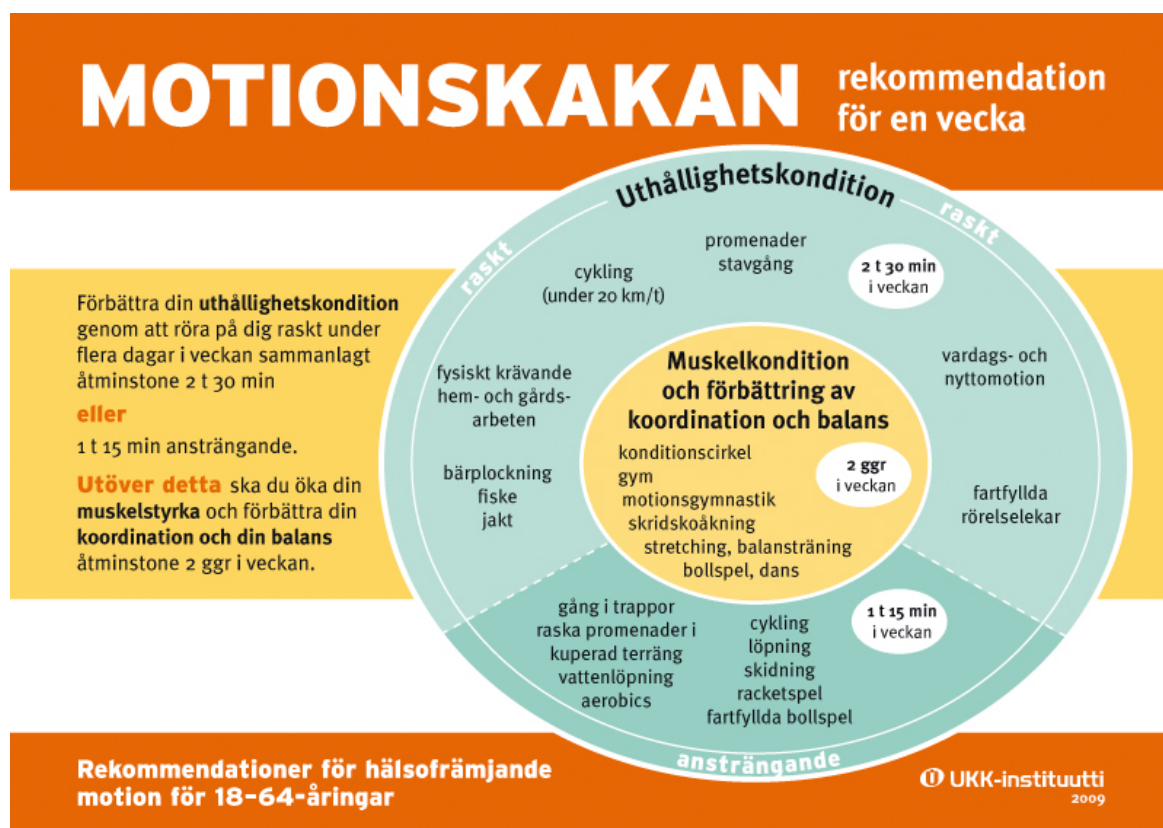 MOTIONSKAKAN
rekommendation
för en vecka
Förbättra din uthållighetskondition
genom att röra på dig raskt under
flera dagar i veckan sammanlagt
åtminstone 2 t 30 min
eller
1 t 15 min ansträngande.
Utöver detta ska du öka din
muskelstyrka och förbättra din
koordination och din balans
åtminstone 2 ggr i veckan.
Uthållighetskondition
raskt
raskt
promenader
stavgång
2 t 30 min
i veckan
cykling
(under 20 km/t)
vardags- och
nyttomotion
fysiskt krävande
hem- och gårds-
arbeten
bärplockning
fiske
jakt
fartfyllda
rörelselekar
Muskelkondition
och förbättring av
koordination och balans
konditionscirkel
gym
motionsgymnastik
skridskoåkning
stretching, balansträning
bollspel, dans
2 ggr
i veckan
gång i trappor
raska promenader i
kuperad terräng
vattenlöpning
aerobics
cykling
löpning
skidning
racketspel
fartfyllda bollspel
1 t 15 min
i veckan
ansträngande
Rekommendationer för hälsofrämjande
motion för 18–64-åringar
UKK-instituutti
2009